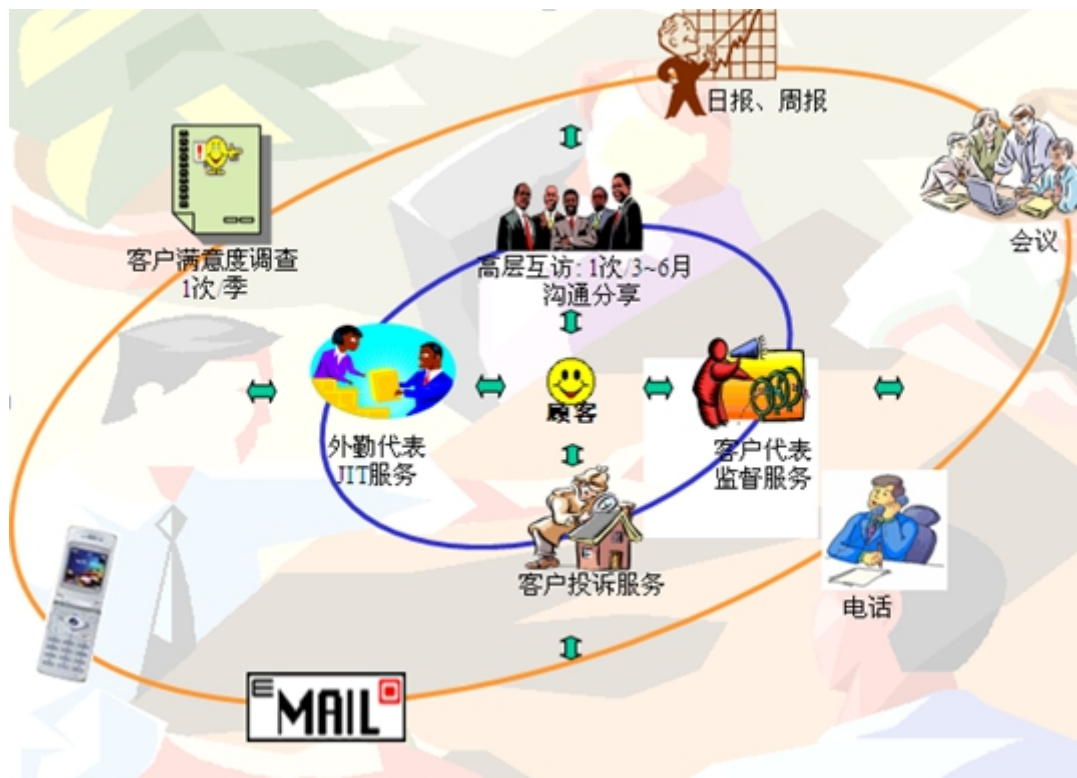 日报、周报
会议
客户满意度调查
1次/季
高层互访: 1次/3~6月
沟通分享
顾客
外勤代表
JIT服务
客户代表
监督服务
客户投诉服务
电话
E
MAIL